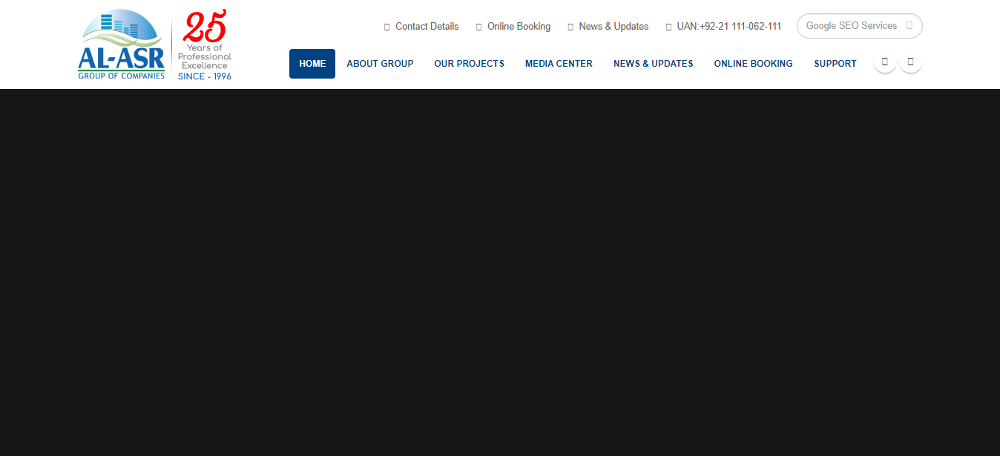 AL-ASR
GROUP OF COMPANIES
25
Years of
Professional
Excellence
SINCE - 1996
Contact Details Online Booking News & Updates UAN:+92-21 111-062-111 Google SEO Services
HOME ABOUT GROUP OUR PROJECTS MEDIA CENTER NEWS & UPDATES ONLINE BOOKING SUPPORT